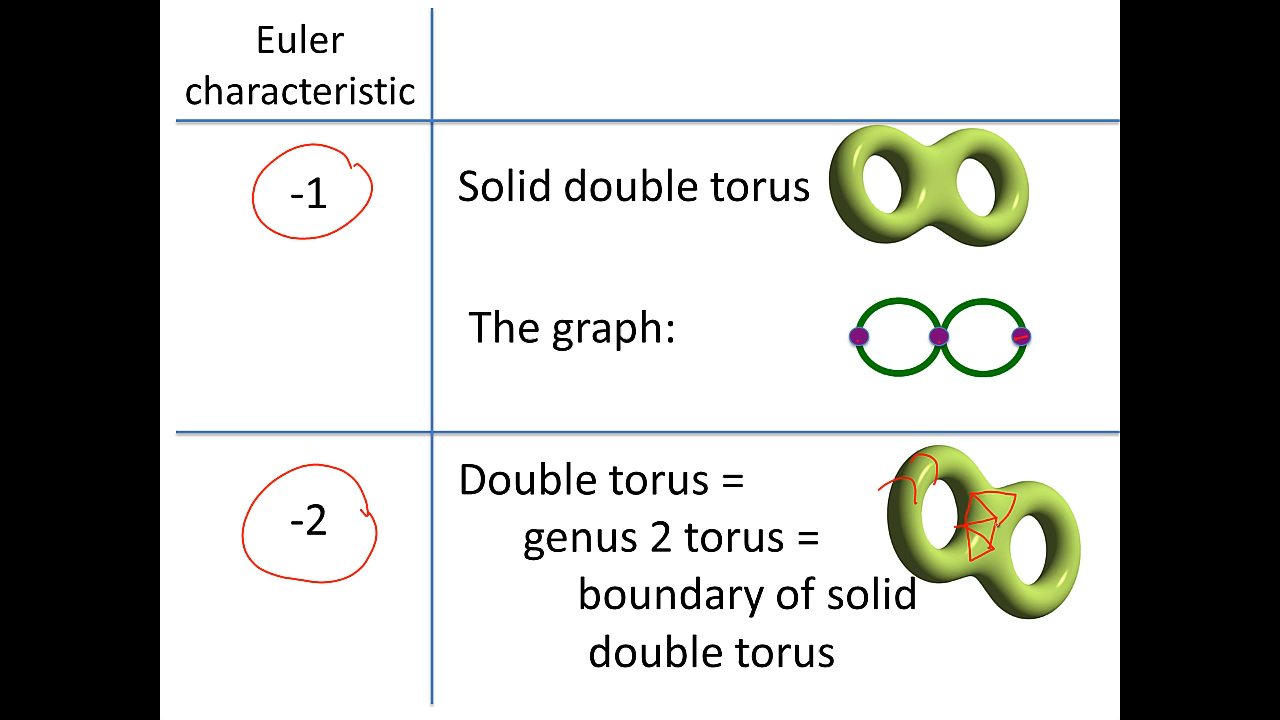 Euler
characteristic
-1
Solid double torus
The graph:
-2
Double torus =
genus 2 torus =
boundary of solid
double torus